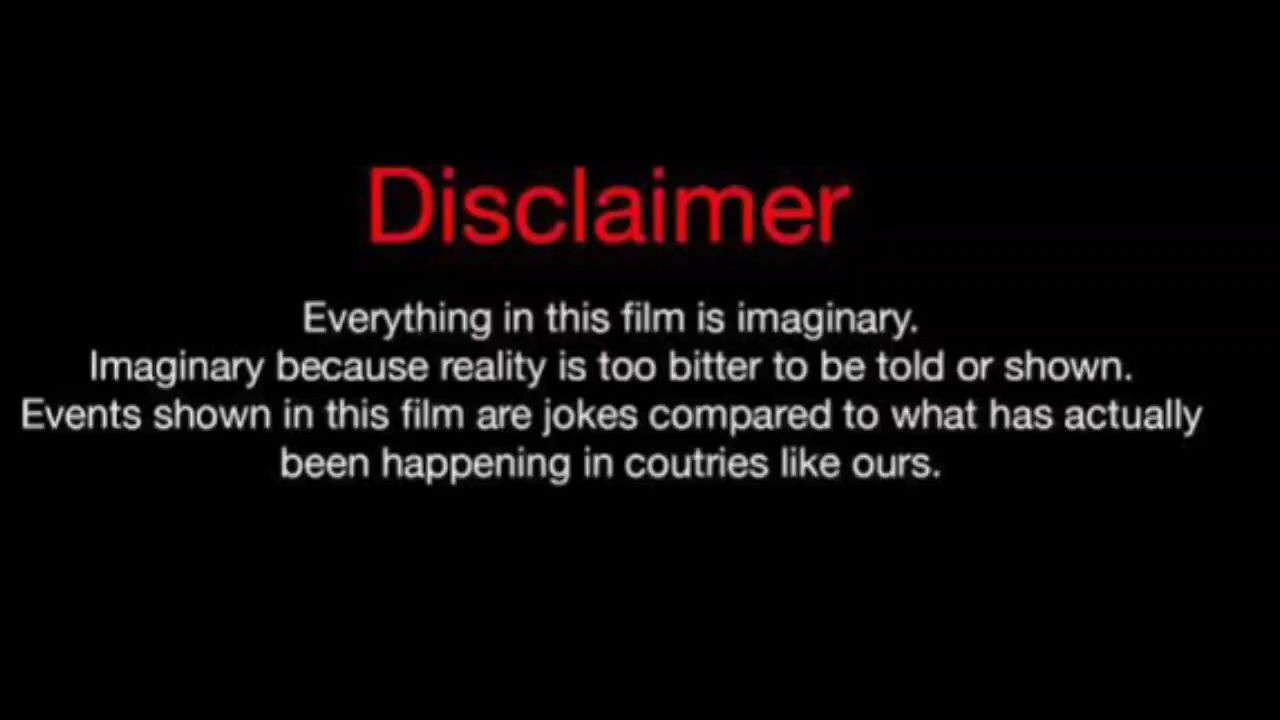 Disclaimer
Everything in this film is imaginary.
Imaginary because reality is too bitter to be told or shown.
Events shown in this film are jokes compared to what has actually
been happening in coutries like ours.